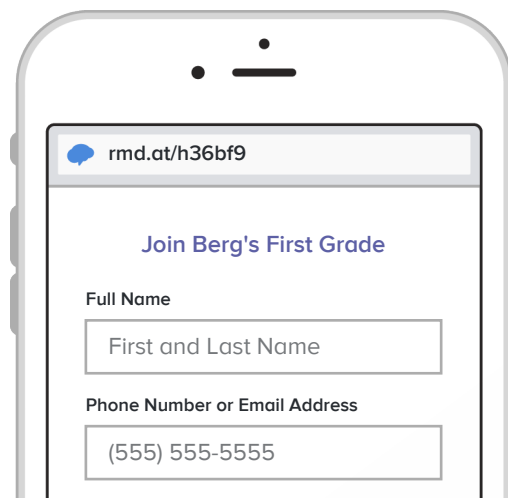 rmd.at/h36bf9
Join Berg's First Grade
Full Name
First and Last Name
Phone Number or Email Address
(555) 555-5555